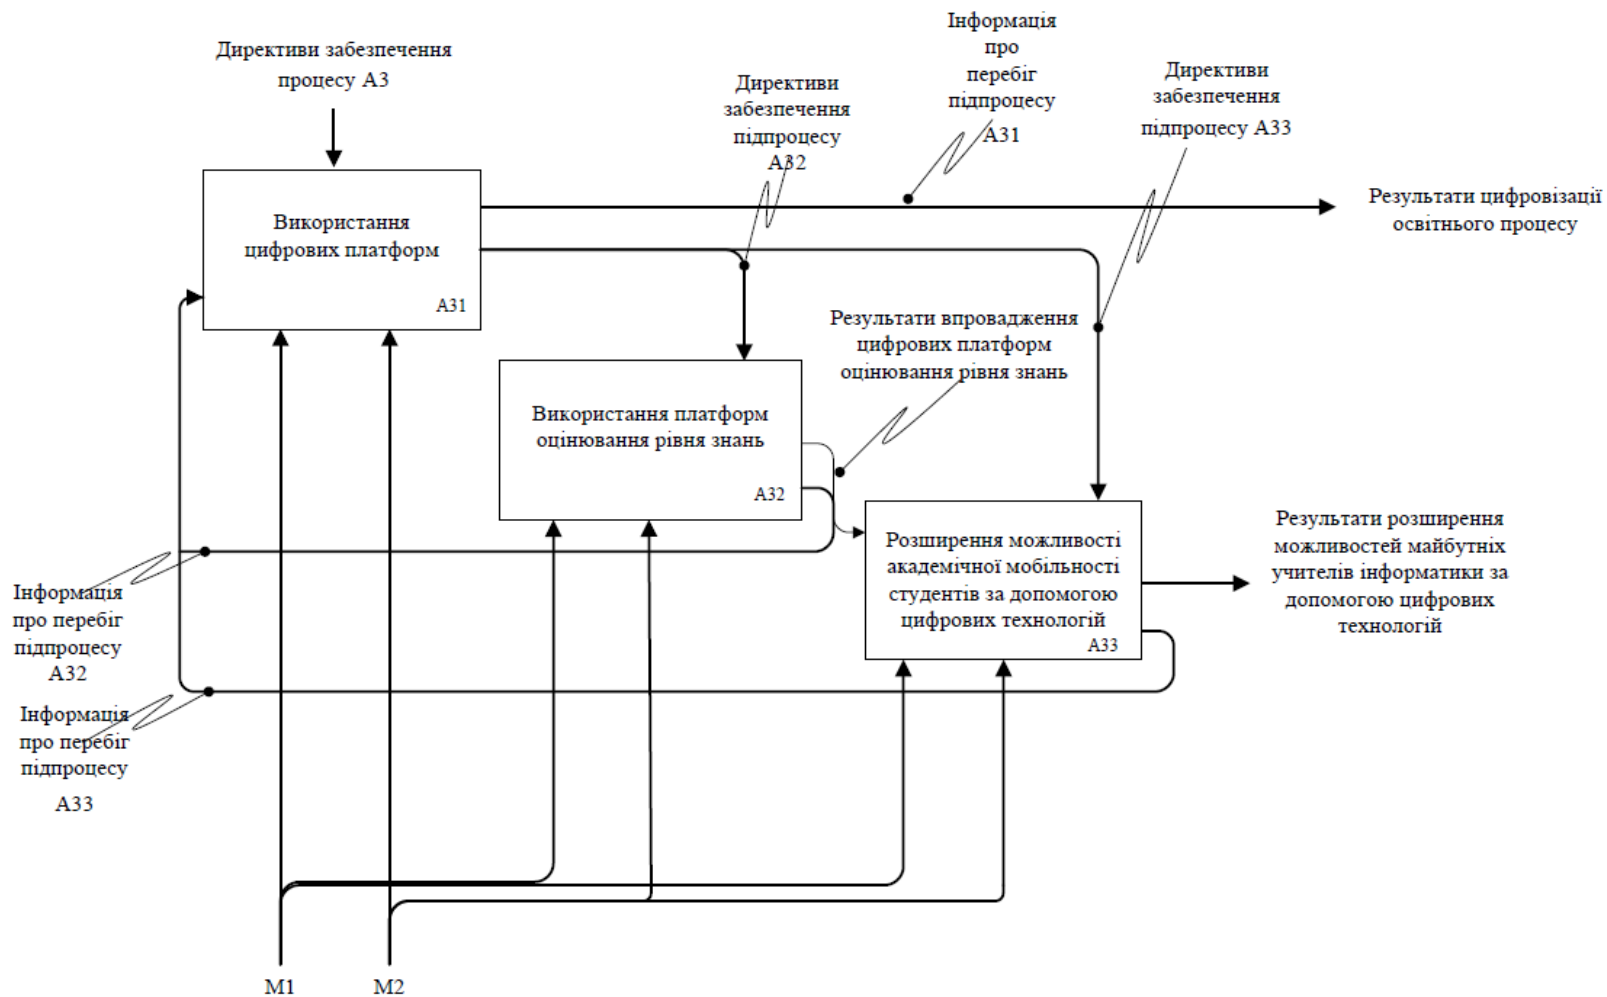 Директиви забезпечення
процесу А3
Інформація
про
перебіг
підпроцесу
А31
Директиви
забезпечення
підпроцесу
А32
Директиви
забезпечення
підпроцесу А33
Результати цифровізації
освітнього процесу
Використання
цифрових платформ
А31
Результати впровадження
цифрових платформ
оцінювання рівня знань
Використання платформ
оцінювання рівня знань
А32
Розширення можливості
академічної мобільності
студентів за допомогою
цифрових технологій
А33
Результати розширення
можливостей майбутніх
учителів інформатики за
допомогою цифрових
технологій
Інформація
про перебіг
підпроцесу
А32
Інформація
про перебіг
підпроцесу
А33
М1
М2